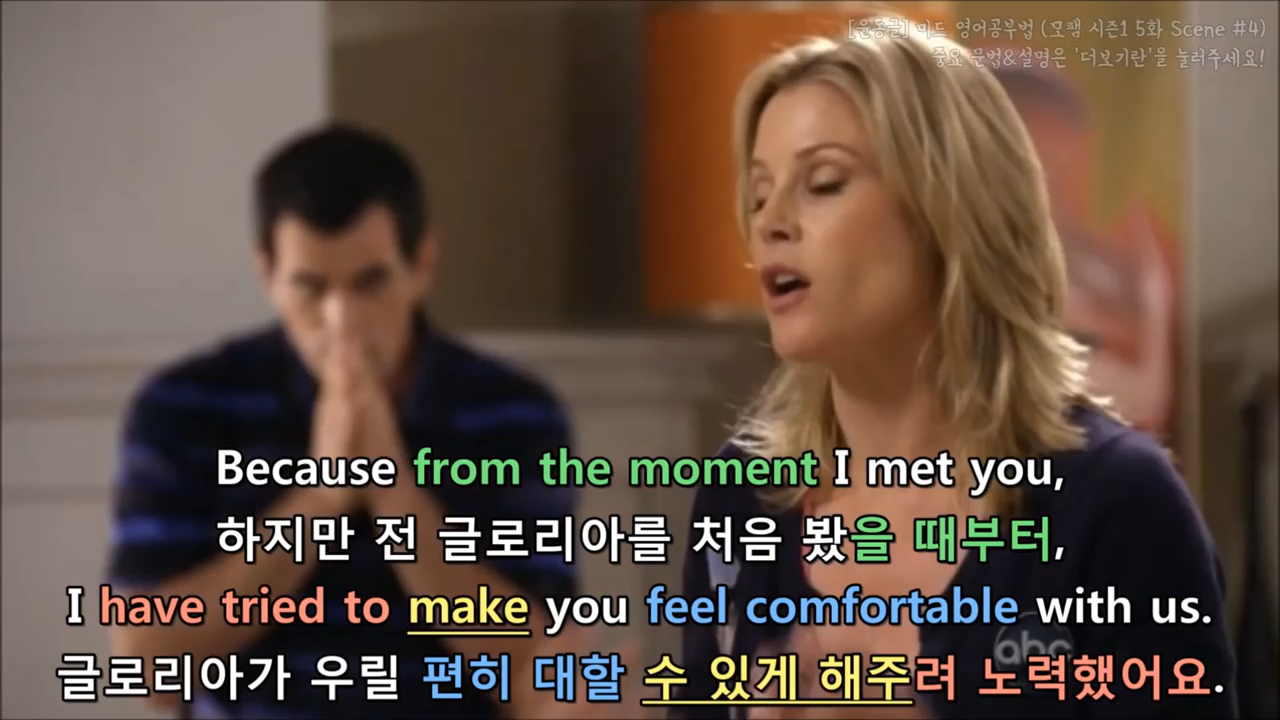 [운동글] 미드 영어공부법 (모팸 시즌1 5화 Scene #4)
중요 문법&설명은 '더보기란'을 눌러주세요!
Because from the moment I met you,
하지만 전 글로리아를 처음 봤을 때부터,
I have tried to make you feel comfortable with us.
abc
글로리아가 우릴 편히 대할 수 있게 해주려 노력했어요.